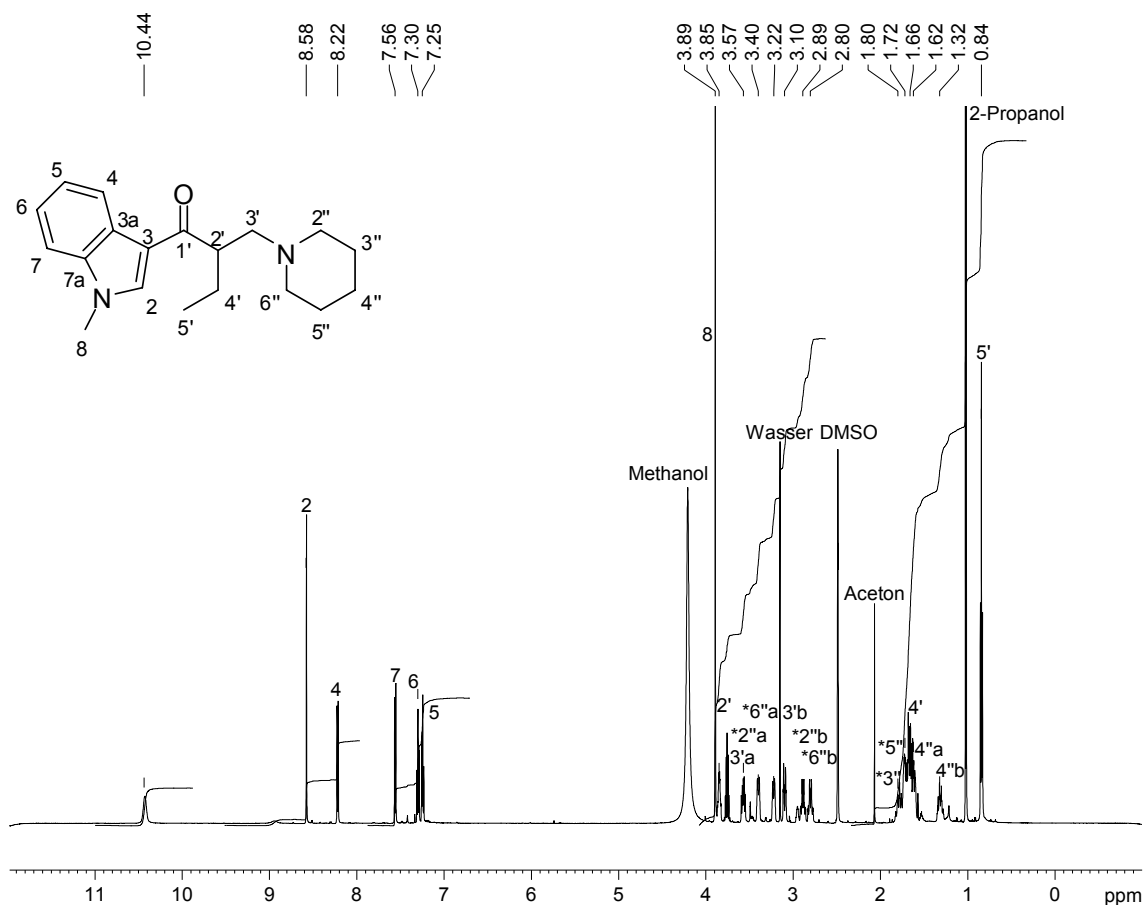 10.44 8.58 8.22 7.56 7.30 7.25 3.89 3.85 3.57 3.40 3.22 3.10 2.89 2.80 1.80 1.72 1.66 1.62 1.32 0.84
2-Propanol
5 4 O
6 3a 3 3' 2''
1' 2' 3''
7 7a N
N 2 4' 6'' 4''
5' 5''
8
8
5'
Wasser DMSO
Methanol
2
Aceton
4 7 6
5
2' *6''a 3'b 4'
*2''a *2''b *5'' 4''a
3'a *6''b *3'' 4''b
11 10 9 8 7 6 5 4 3 2 1 0 ppm